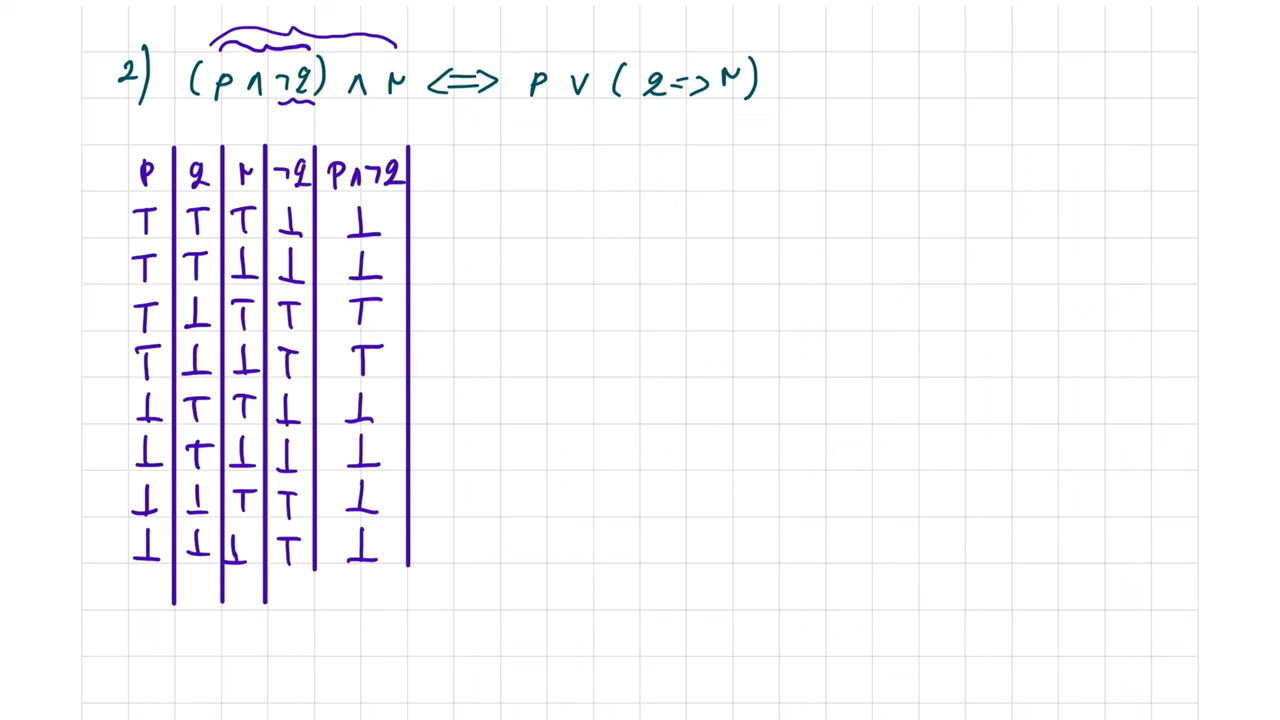 2) (p ∧ ¬q) ∧ r ⟺ p ∨ (q => r)
p q r ¬q p∧¬q
T T T ⊥ ⊥
T T ⊥ ⊥ ⊥
T ⊥ T T T
T ⊥ ⊥ T T
⊥ T T ⊥ ⊥
⊥ T ⊥ ⊥ ⊥
⊥ ⊥ T T ⊥
⊥ ⊥ ⊥ T ⊥